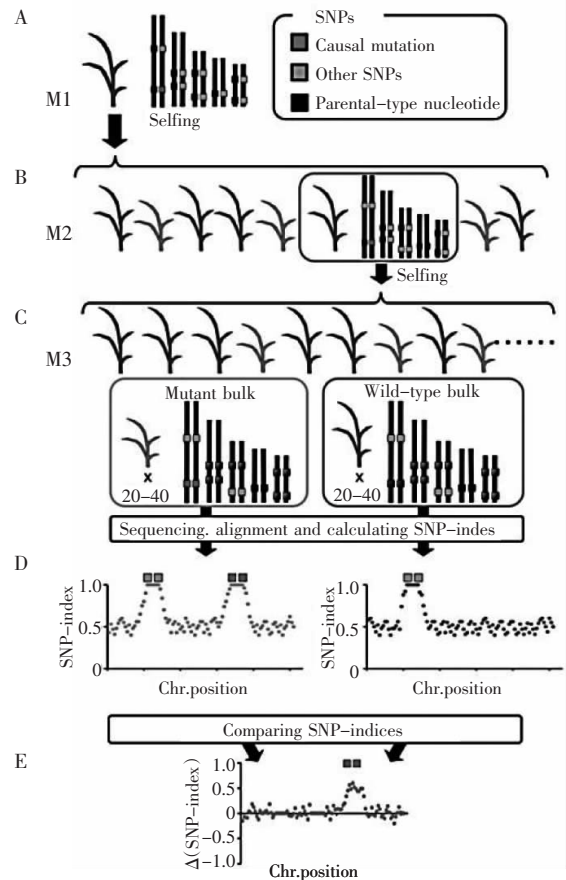 A
SNPs
Causal mutation
Other SNPs
Parental-type nucleotide
M1
Selfing
B
M2
Selfing
C
M3
Mutant bulk
Wild-type bulk
x
20-40
x
20-40
Sequencing. alignment and calculating SNP-indes
D
SNP-index
1.0
0.5
0
Chr.position
SNP-index
1.0
0.5
0
Chr.position
Comparing SNP-indices
E
Δ(SNP-index)
1.0
0.5
0
-0.5
-1.0
Chr.position